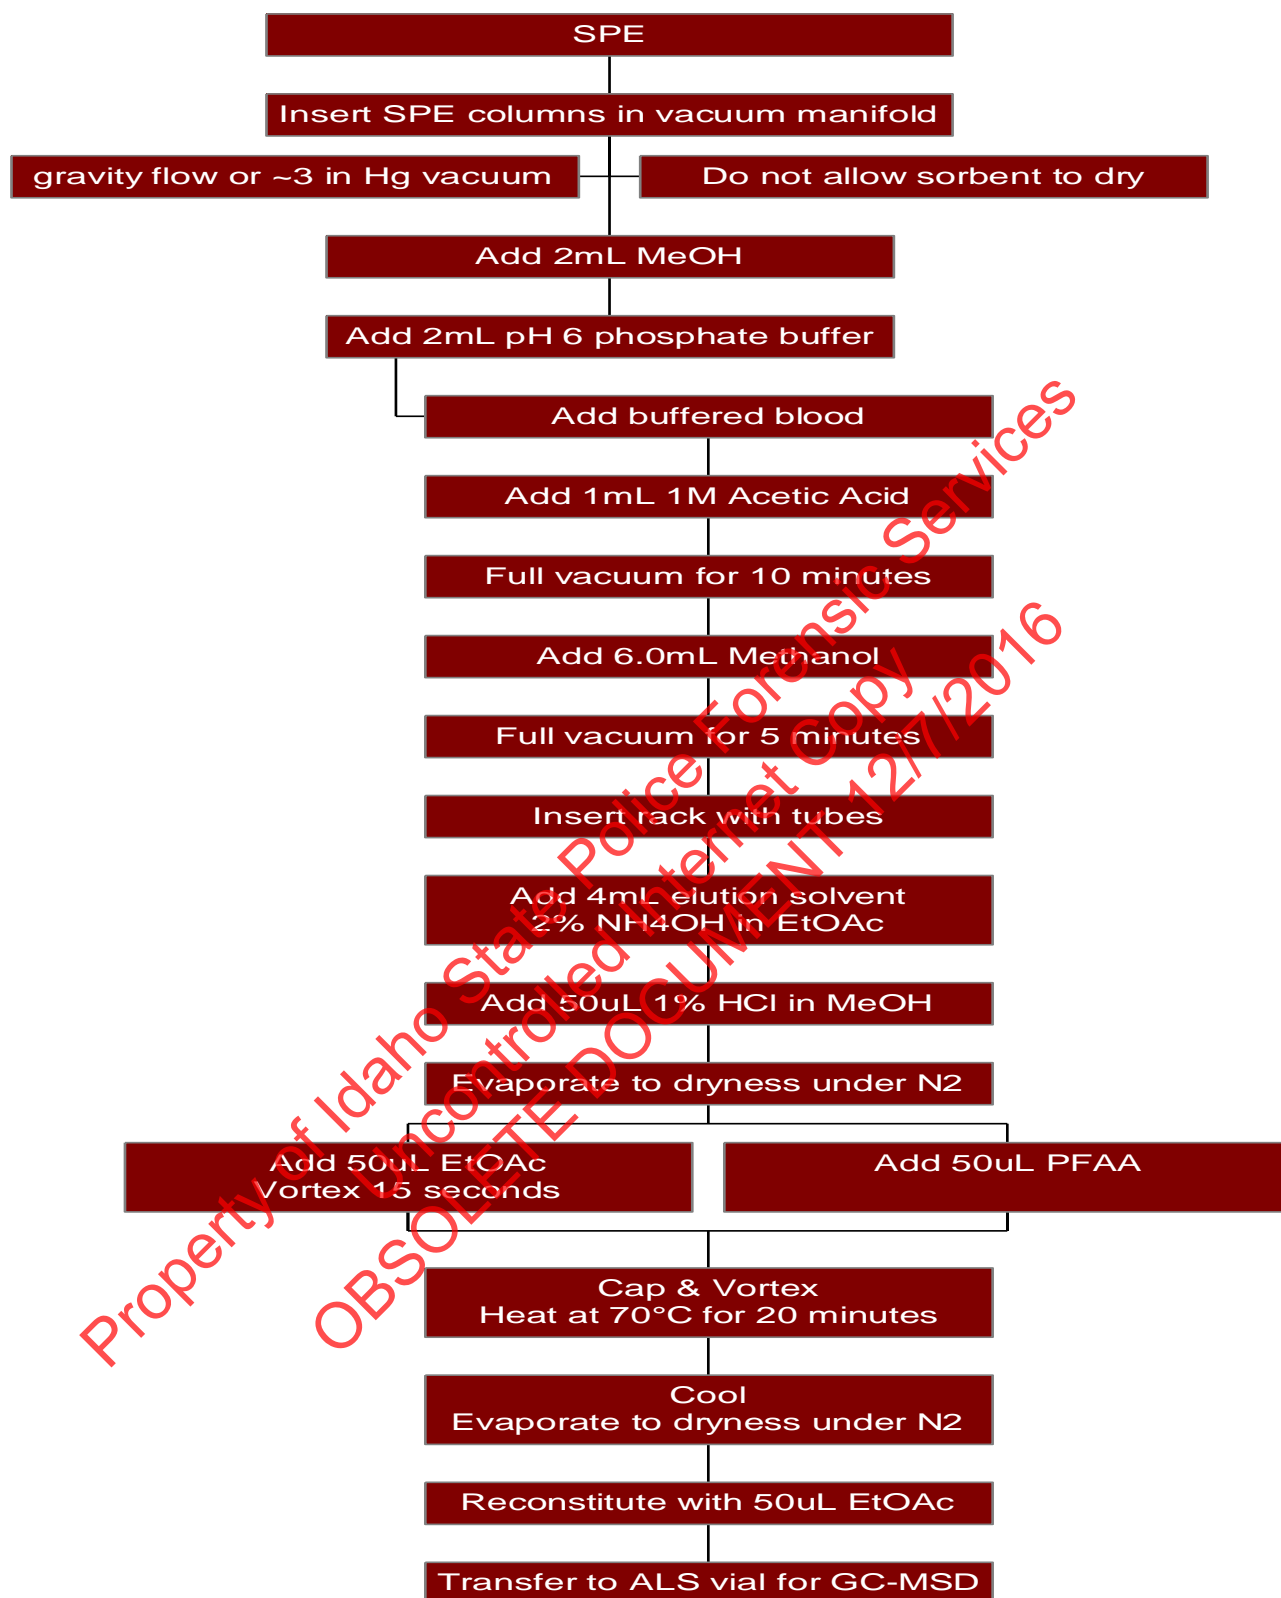 SPE
Insert SPE columns in vacuum manifold
gravity flow or ~3 in Hg vacuum
Do not allow sorbent to dry
Add 2mL MeOH
Add 2mL pH 6 phosphate buffer
Add buffered blood
Add 1mL 1M Acetic Acid
Full vacuum for 10 minutes
Add 6.0mL Methanol
Full vacuum for 5 minutes
Insert rack with tubes
Add 4mL elution solvent
2% NH4OH in EtOAc
Add 50uL 1% HCl in MeOH
Evaporate to dryness under N2
Add 50uL EtOAc
Vortex 15 seconds
Add 50uL PFAA
Cap & Vortex
Heat at 70°C for 20 minutes
Cool
Evaporate to dryness under N2
Reconstitute with 50uL EtOAc
Transfer to ALS vial for GC-MSD
Property of Idaho State Police Forensic Services
Uncontrolled Internet Copy
OBSOLETE DOCUMENT 12/7/2016